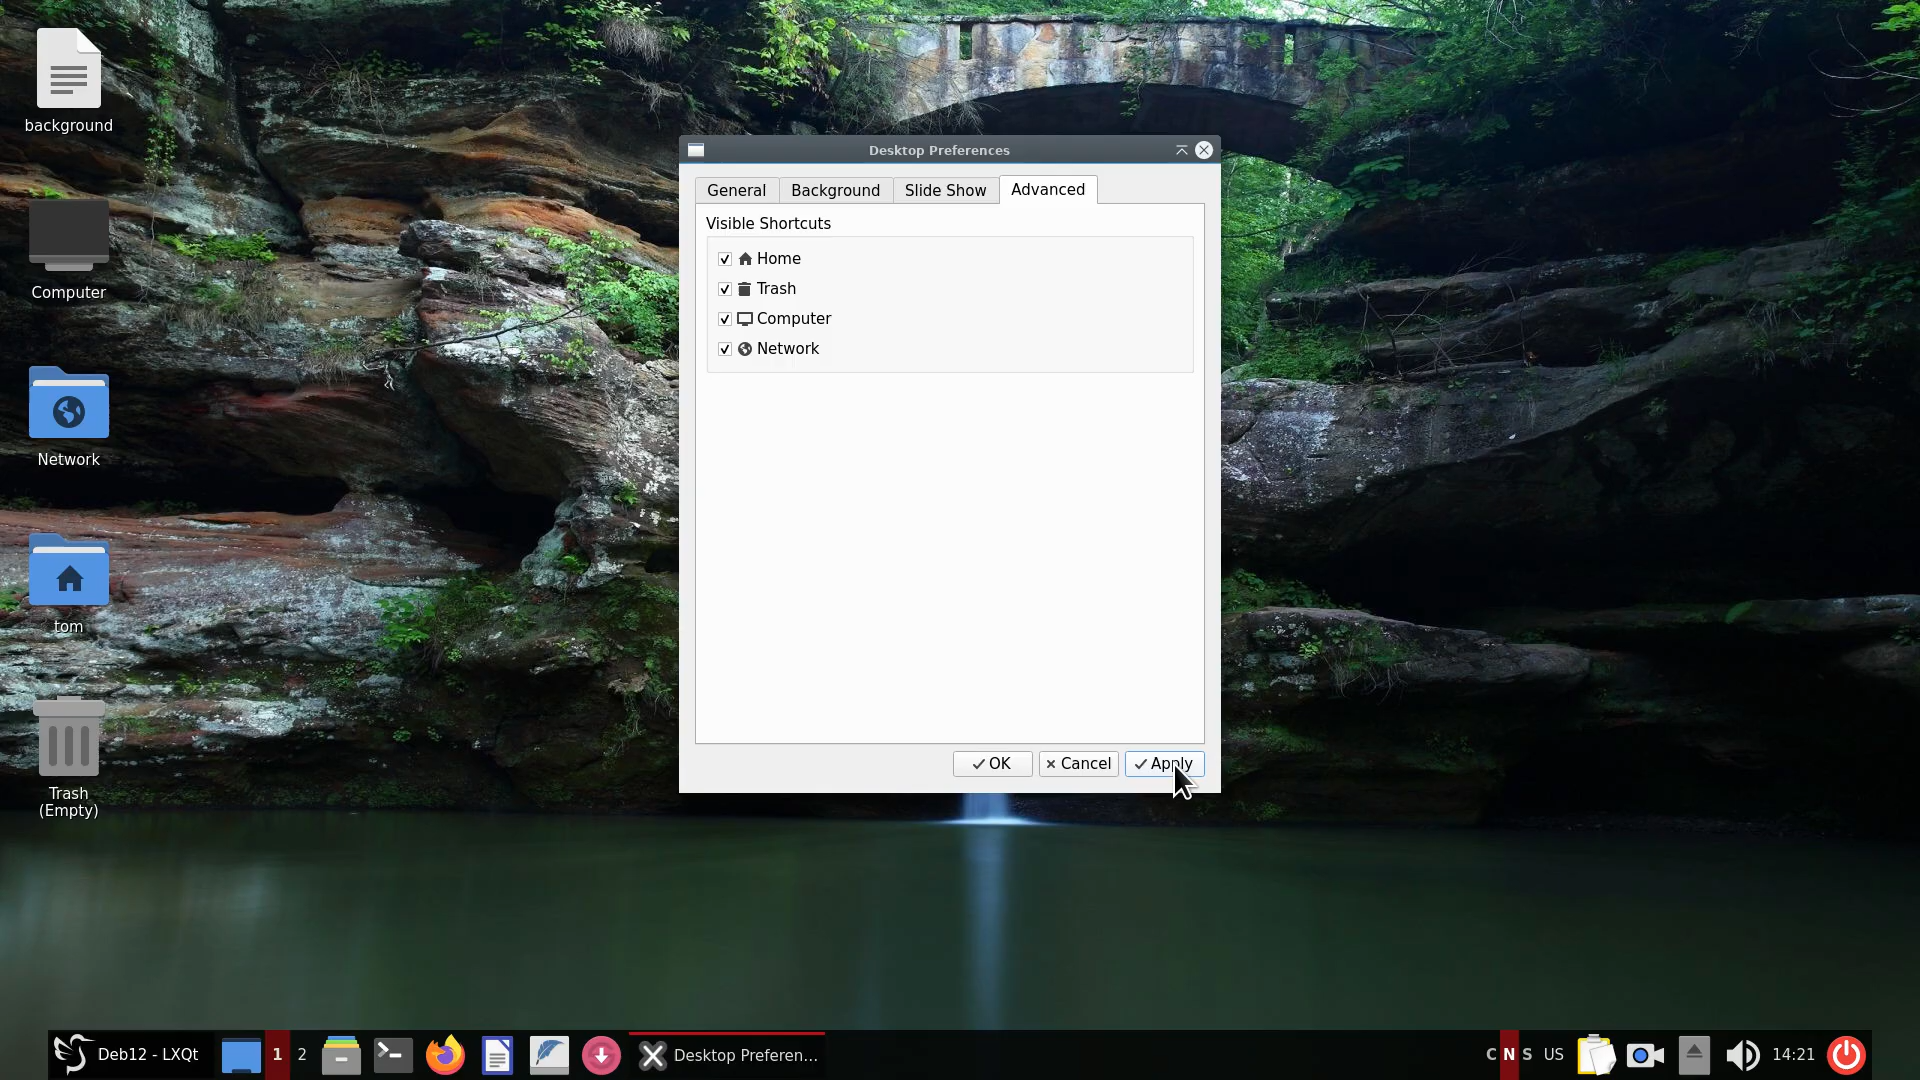 background
Computer
Network
tom
Trash
(Empty)
Desktop Preferences
General
Background
Slide Show
Advanced
Visible Shortcuts
Home
Trash
Computer
Network
OK
Cancel
Apply
Deb12 - LXQt
1
2
Desktop Preferen...
C
N
S
US
14:21